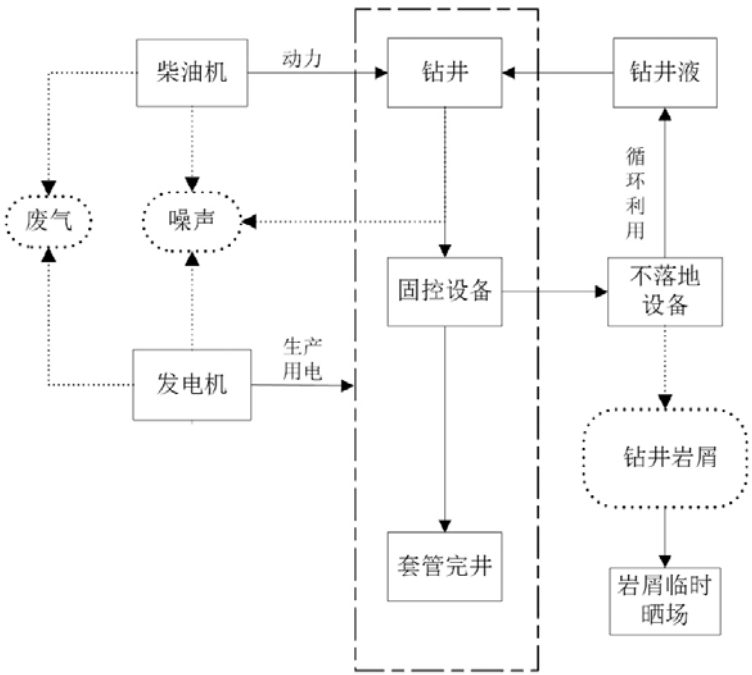 柴油机
动力
钻井
钻井液
循
环
利
用
废气
噪声
固控设备
不落地
设备
生产
用电
发电机
钻井岩屑
套管完井
岩屑临时
晒场